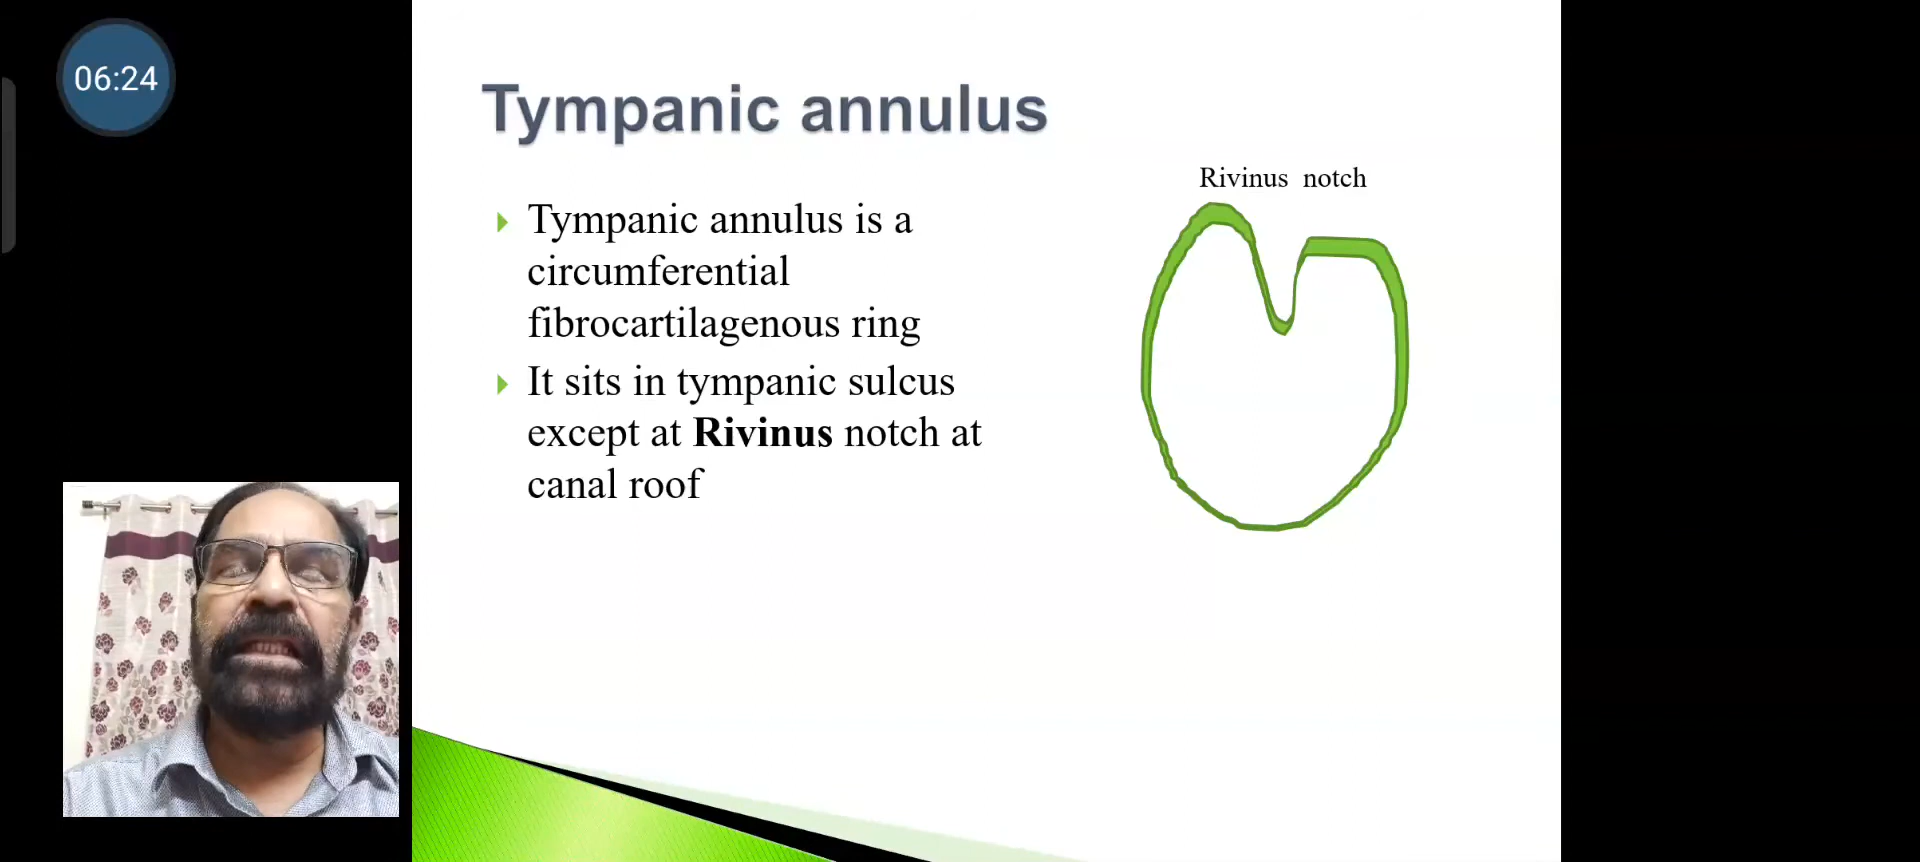 06:24
Tympanic annulus
Rivinus notch
Tympanic annulus is a
circumferential
fibrocartilagenous ring
It sits in tympanic sulcus
except at Rivinus notch at
canal roof